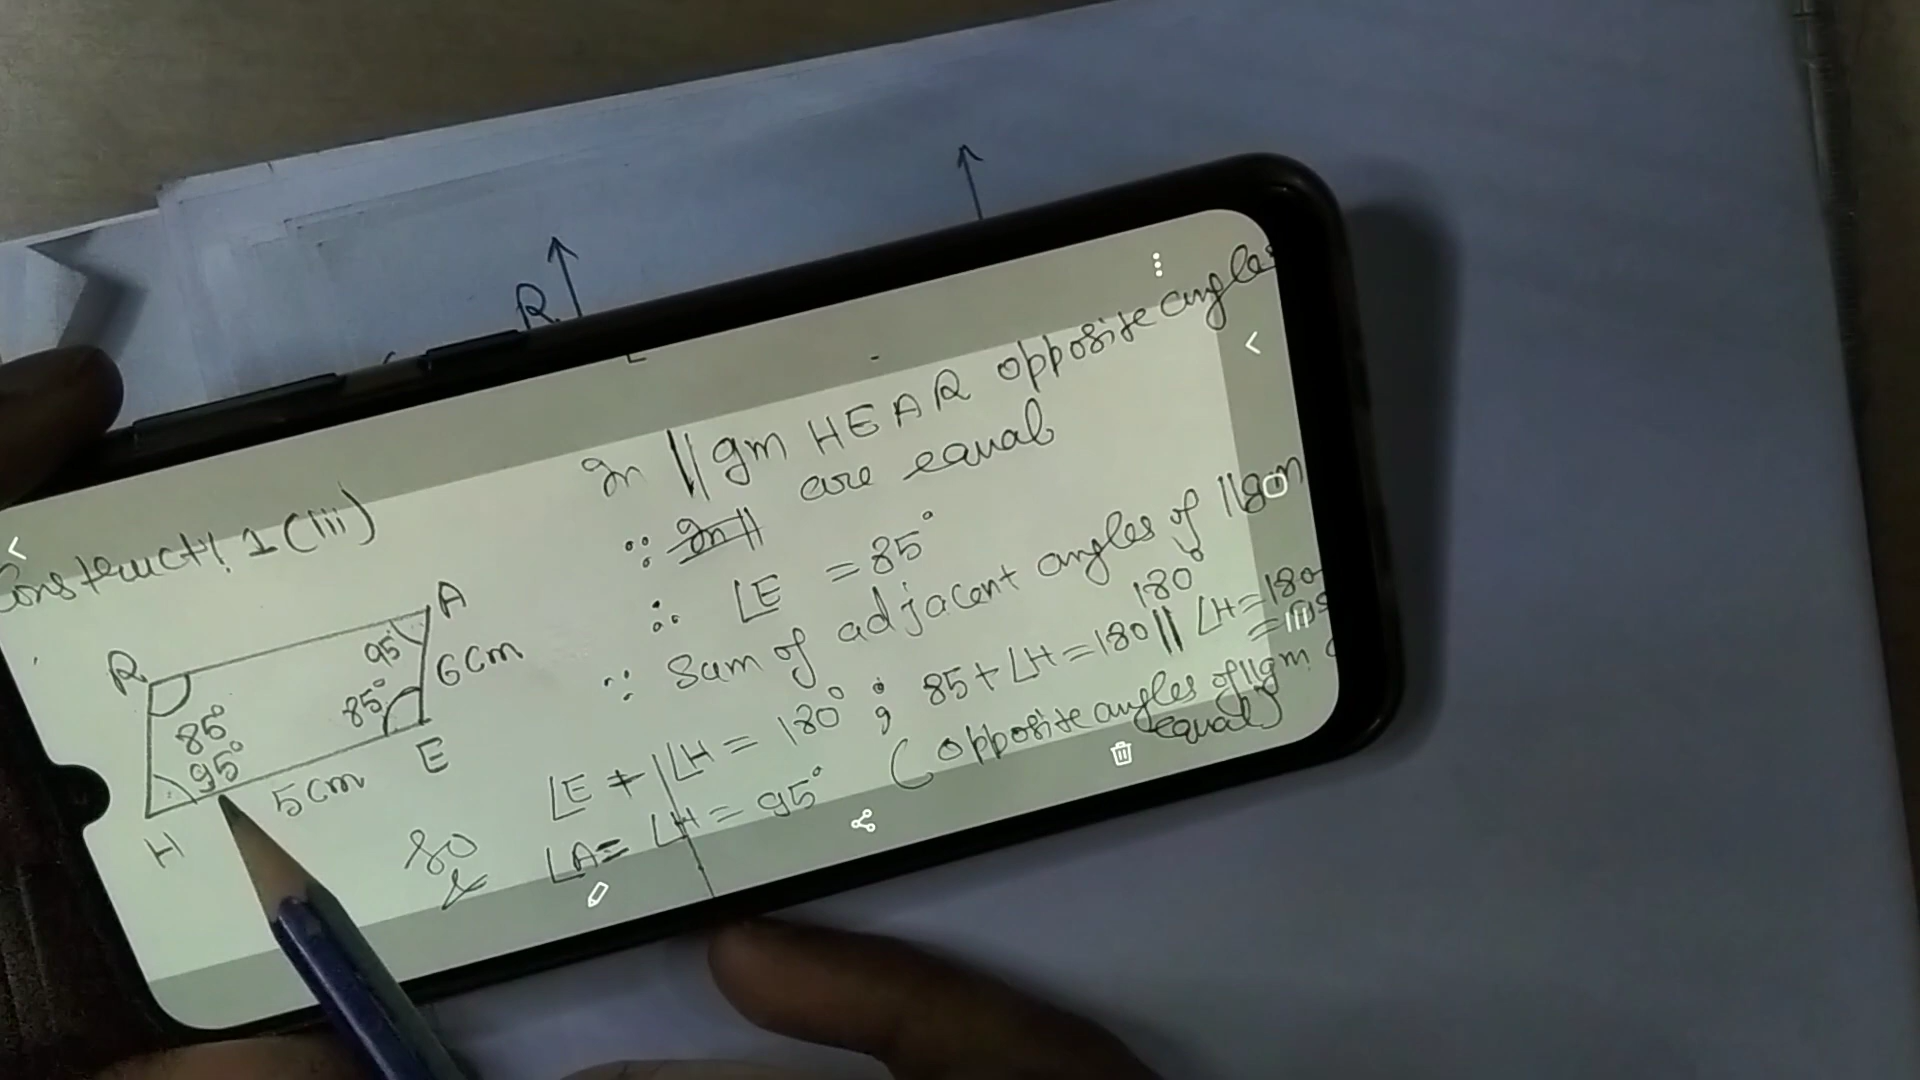 R
Construct! 1(iii)
R
A
95°
6cm
85°
85°
95°
E
5cm
H
In ||gm HEAR opposite angles
are equal
∵ In ||
∴ ∠E = 85°
∵ Sum of adjacent angles of ||gm
180°
∠E + ∠H = 180° ; 85+∠H=180 || ∠H=180-
So
& ∠A= ∠H = 95° (opposite angles of ||gm
equal)